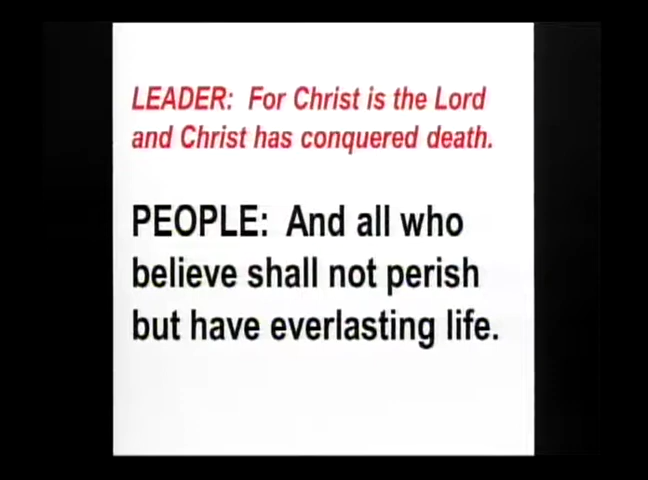 LEADER:  For Christ is the Lord
and Christ has conquered death.
PEOPLE:  And all who
believe shall not perish
but have everlasting life.